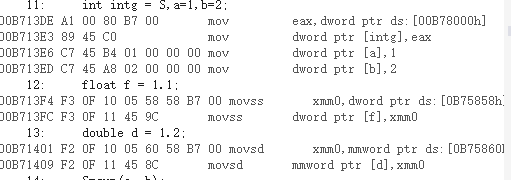 11: int intg = S,a=1,b=2;
00B713DE A1 00 80 B7 00 mov eax,dword ptr ds:[00B78000h]
00B713E3 89 45 C0 mov dword ptr [intg],eax
00B713E6 C7 45 B4 01 00 00 00 mov dword ptr [a],1
00B713ED C7 45 A8 02 00 00 00 mov dword ptr [b],2
12: float f = 1.1;
00B713F4 F3 0F 10 05 58 58 B7 00 movss xmm0,dword ptr ds:[0B75858h]
00B713FC F3 0F 11 45 9C movss dword ptr [f],xmm0
13: double d = 1.2;
00B71401 F2 0F 10 05 60 58 B7 00 movsd xmm0,mmword ptr ds:[0B75860
00B71409 F2 0F 11 45 8C movsd mmword ptr [d],xmm0